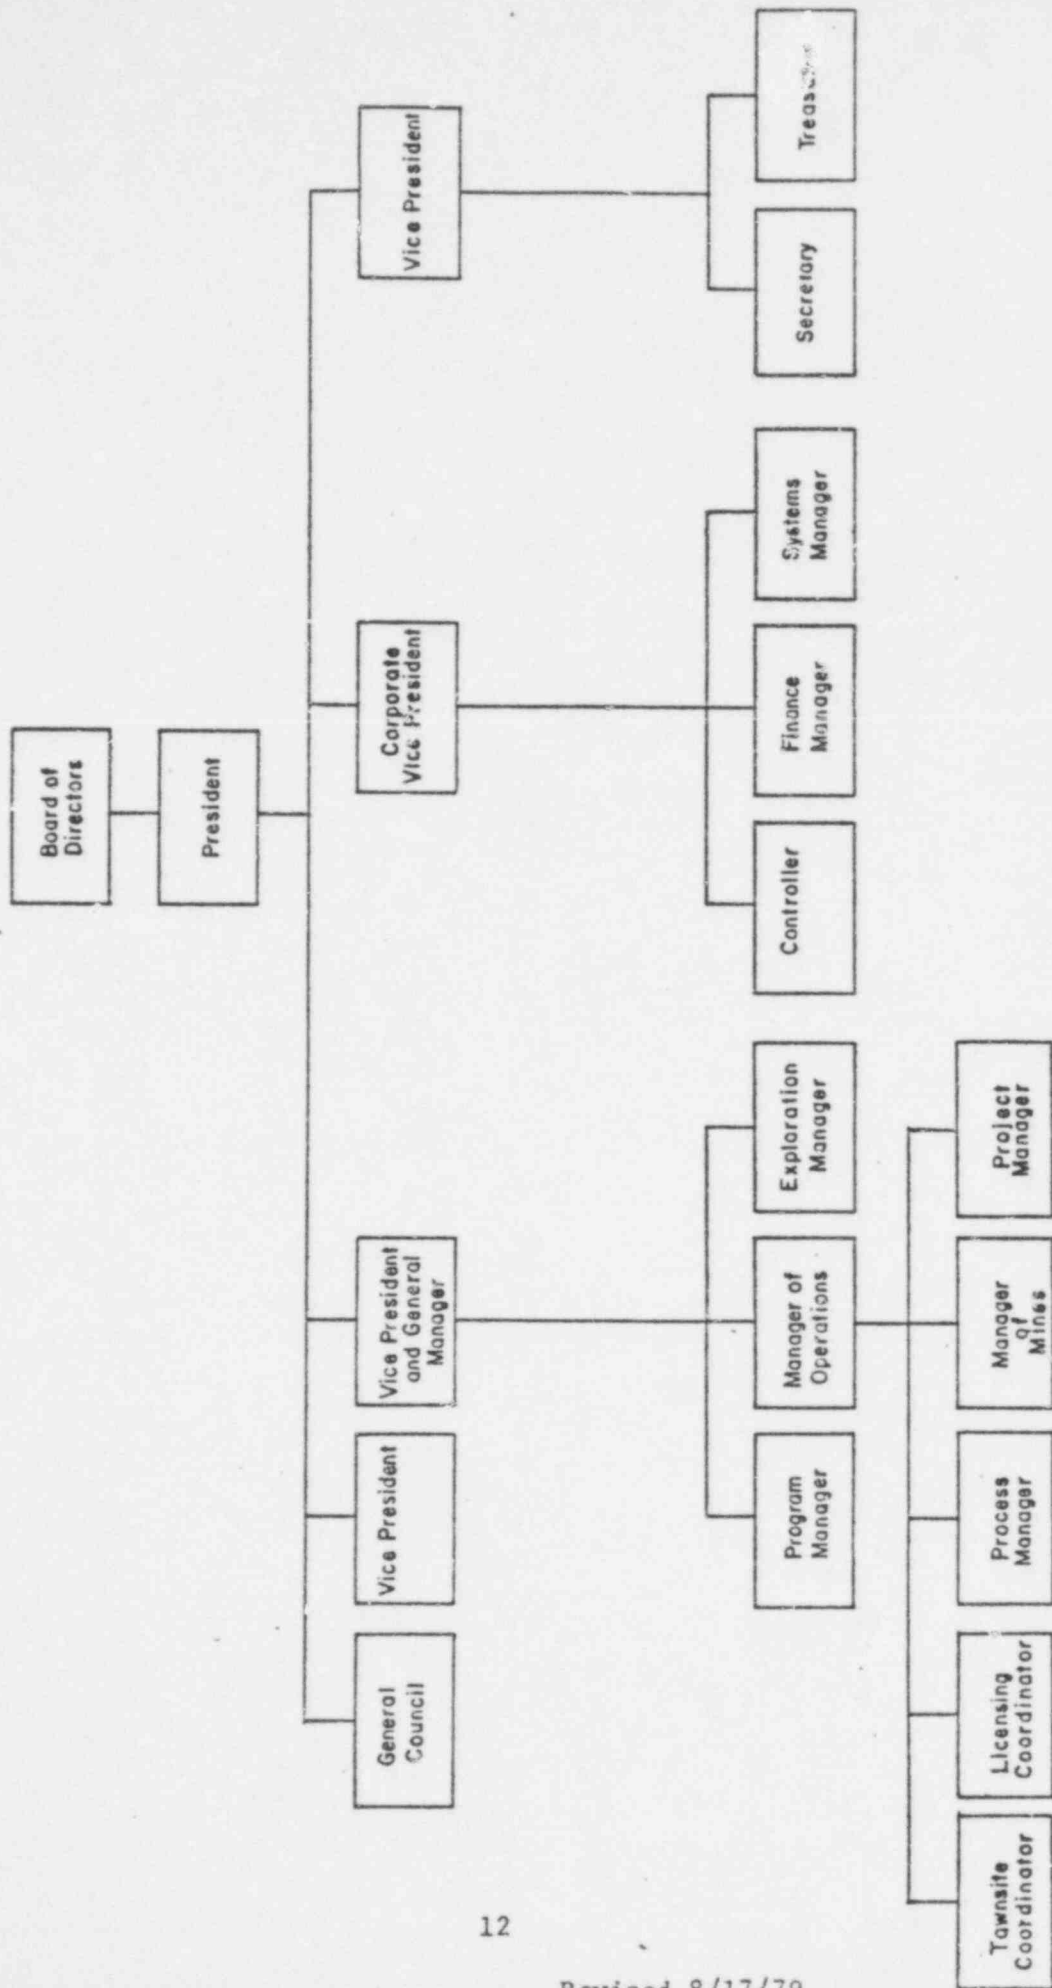 Board of
Directors
President
General
Council
Vice President
Vice President
and General
Manager
Corporate
Vice President
Vice President
Program
Manager
Manager of
Operations
Exploration
Manager
Controller
Finance
Manager
Systems
Manager
Secretary
Treasurer
Townsite
Coordinator
Licensing
Coordinator
Process
Manager
Manager
of
Mines
Project
Manager
12
Revised 8/17/79